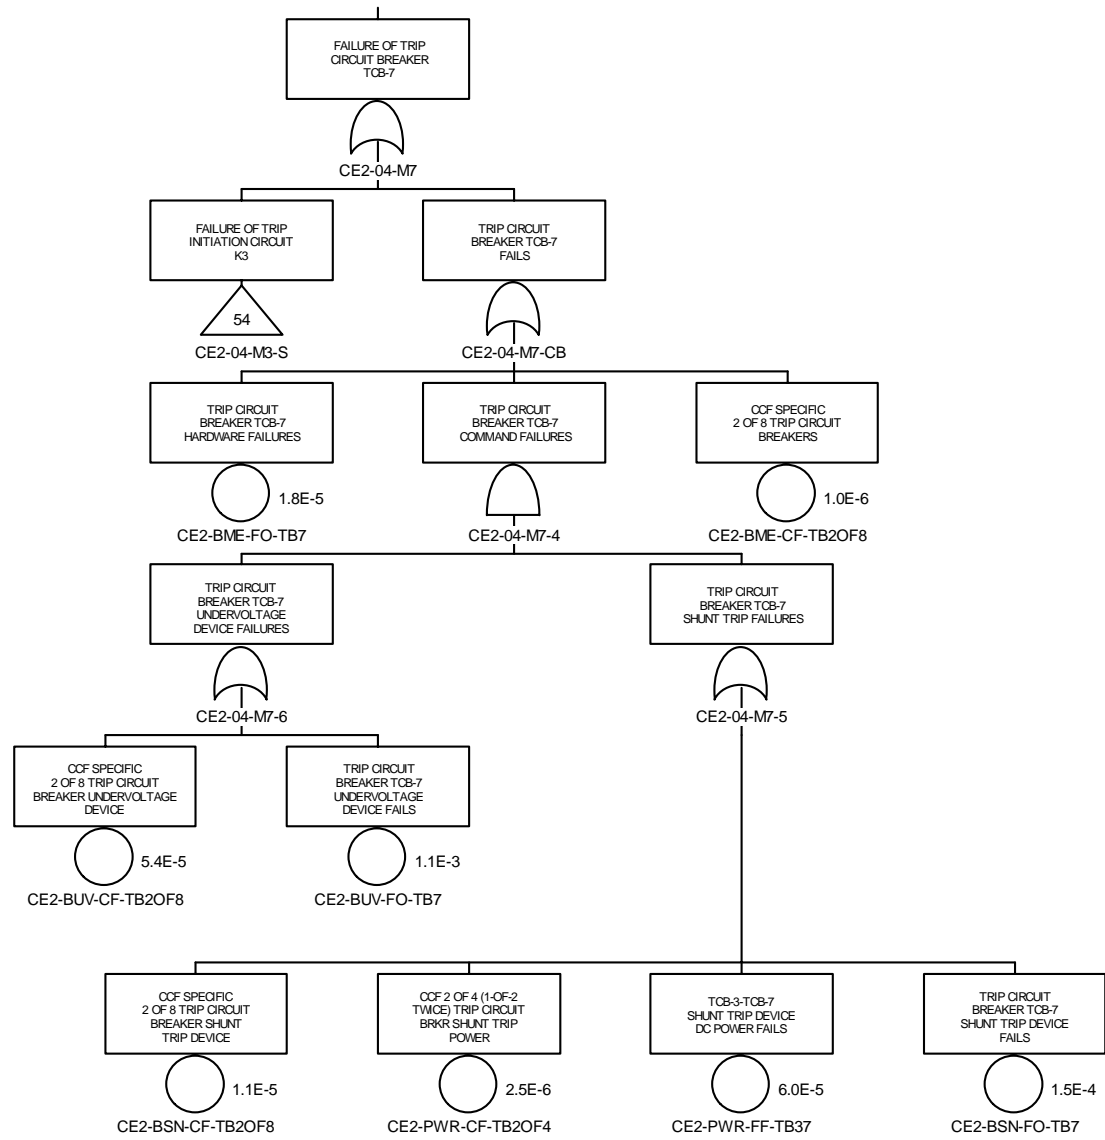 FAILURE OF TRIP
CIRCUIT BREAKER
TCB-7
CE2-04-M7
FAILURE OF TRIP
INITIATION CIRCUIT
K3
54
CE2-04-M3-S
TRIP CIRCUIT
BREAKER TCB-7
FAILS
CE2-04-M7-CB
TRIP CIRCUIT
BREAKER TCB-7
HARDWARE FAILURES
1.8E-5
CE2-BME-FO-TB7
TRIP CIRCUIT
BREAKER TCB-7
COMMAND FAILURES
CE2-04-M7-4
CCF SPECIFIC
2 OF 8 TRIP CIRCUIT
BREAKERS
1.0E-6
CE2-BME-CF-TB2OF8
TRIP CIRCUIT
BREAKER TCB-7
UNDERVOLTAGE
DEVICE FAILURES
CE2-04-M7-6
TRIP CIRCUIT
BREAKER TCB-7
SHUNT TRIP FAILURES
CE2-04-M7-5
CCF SPECIFIC
2 OF 8 TRIP CIRCUIT
BREAKER UNDERVOLTAGE
DEVICE
5.4E-5
CE2-BUV-CF-TB2OF8
TRIP CIRCUIT
BREAKER TCB-7
UNDERVOLTAGE
DEVICE FAILS
1.1E-3
CE2-BUV-FO-TB7
CCF SPECIFIC
2 OF 8 TRIP CIRCUIT
BREAKER SHUNT
TRIP DEVICE
1.1E-5
CE2-BSN-CF-TB2OF8
CCF 2 OF 4 (1-OF-2
TWICE) TRIP CIRCUIT
BRKR SHUNT TRIP
POWER
2.5E-6
CE2-PWR-CF-TB2OF4
TCB-3-TCB-7
SHUNT TRIP DEVICE
DC POWER FAILS
6.0E-5
CE2-PWR-FF-TB37
TRIP CIRCUIT
BREAKER TCB-7
SHUNT TRIP DEVICE
FAILS
1.5E-4
CE2-BSN-FO-TB7